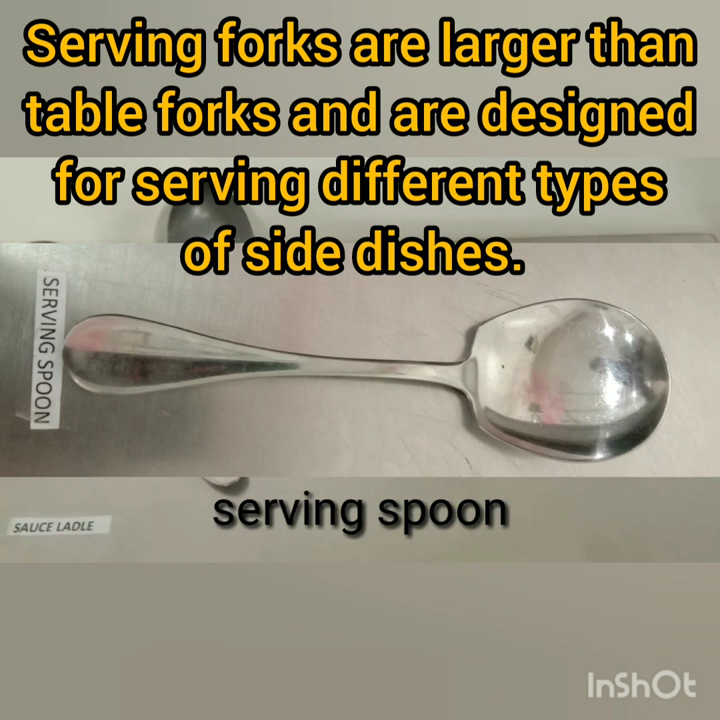 Serving forks are larger than
table forks and are designed
for serving different types
of side dishes.
SERVING SPOON
serving spoon
SAUCE LADLE
InShOt